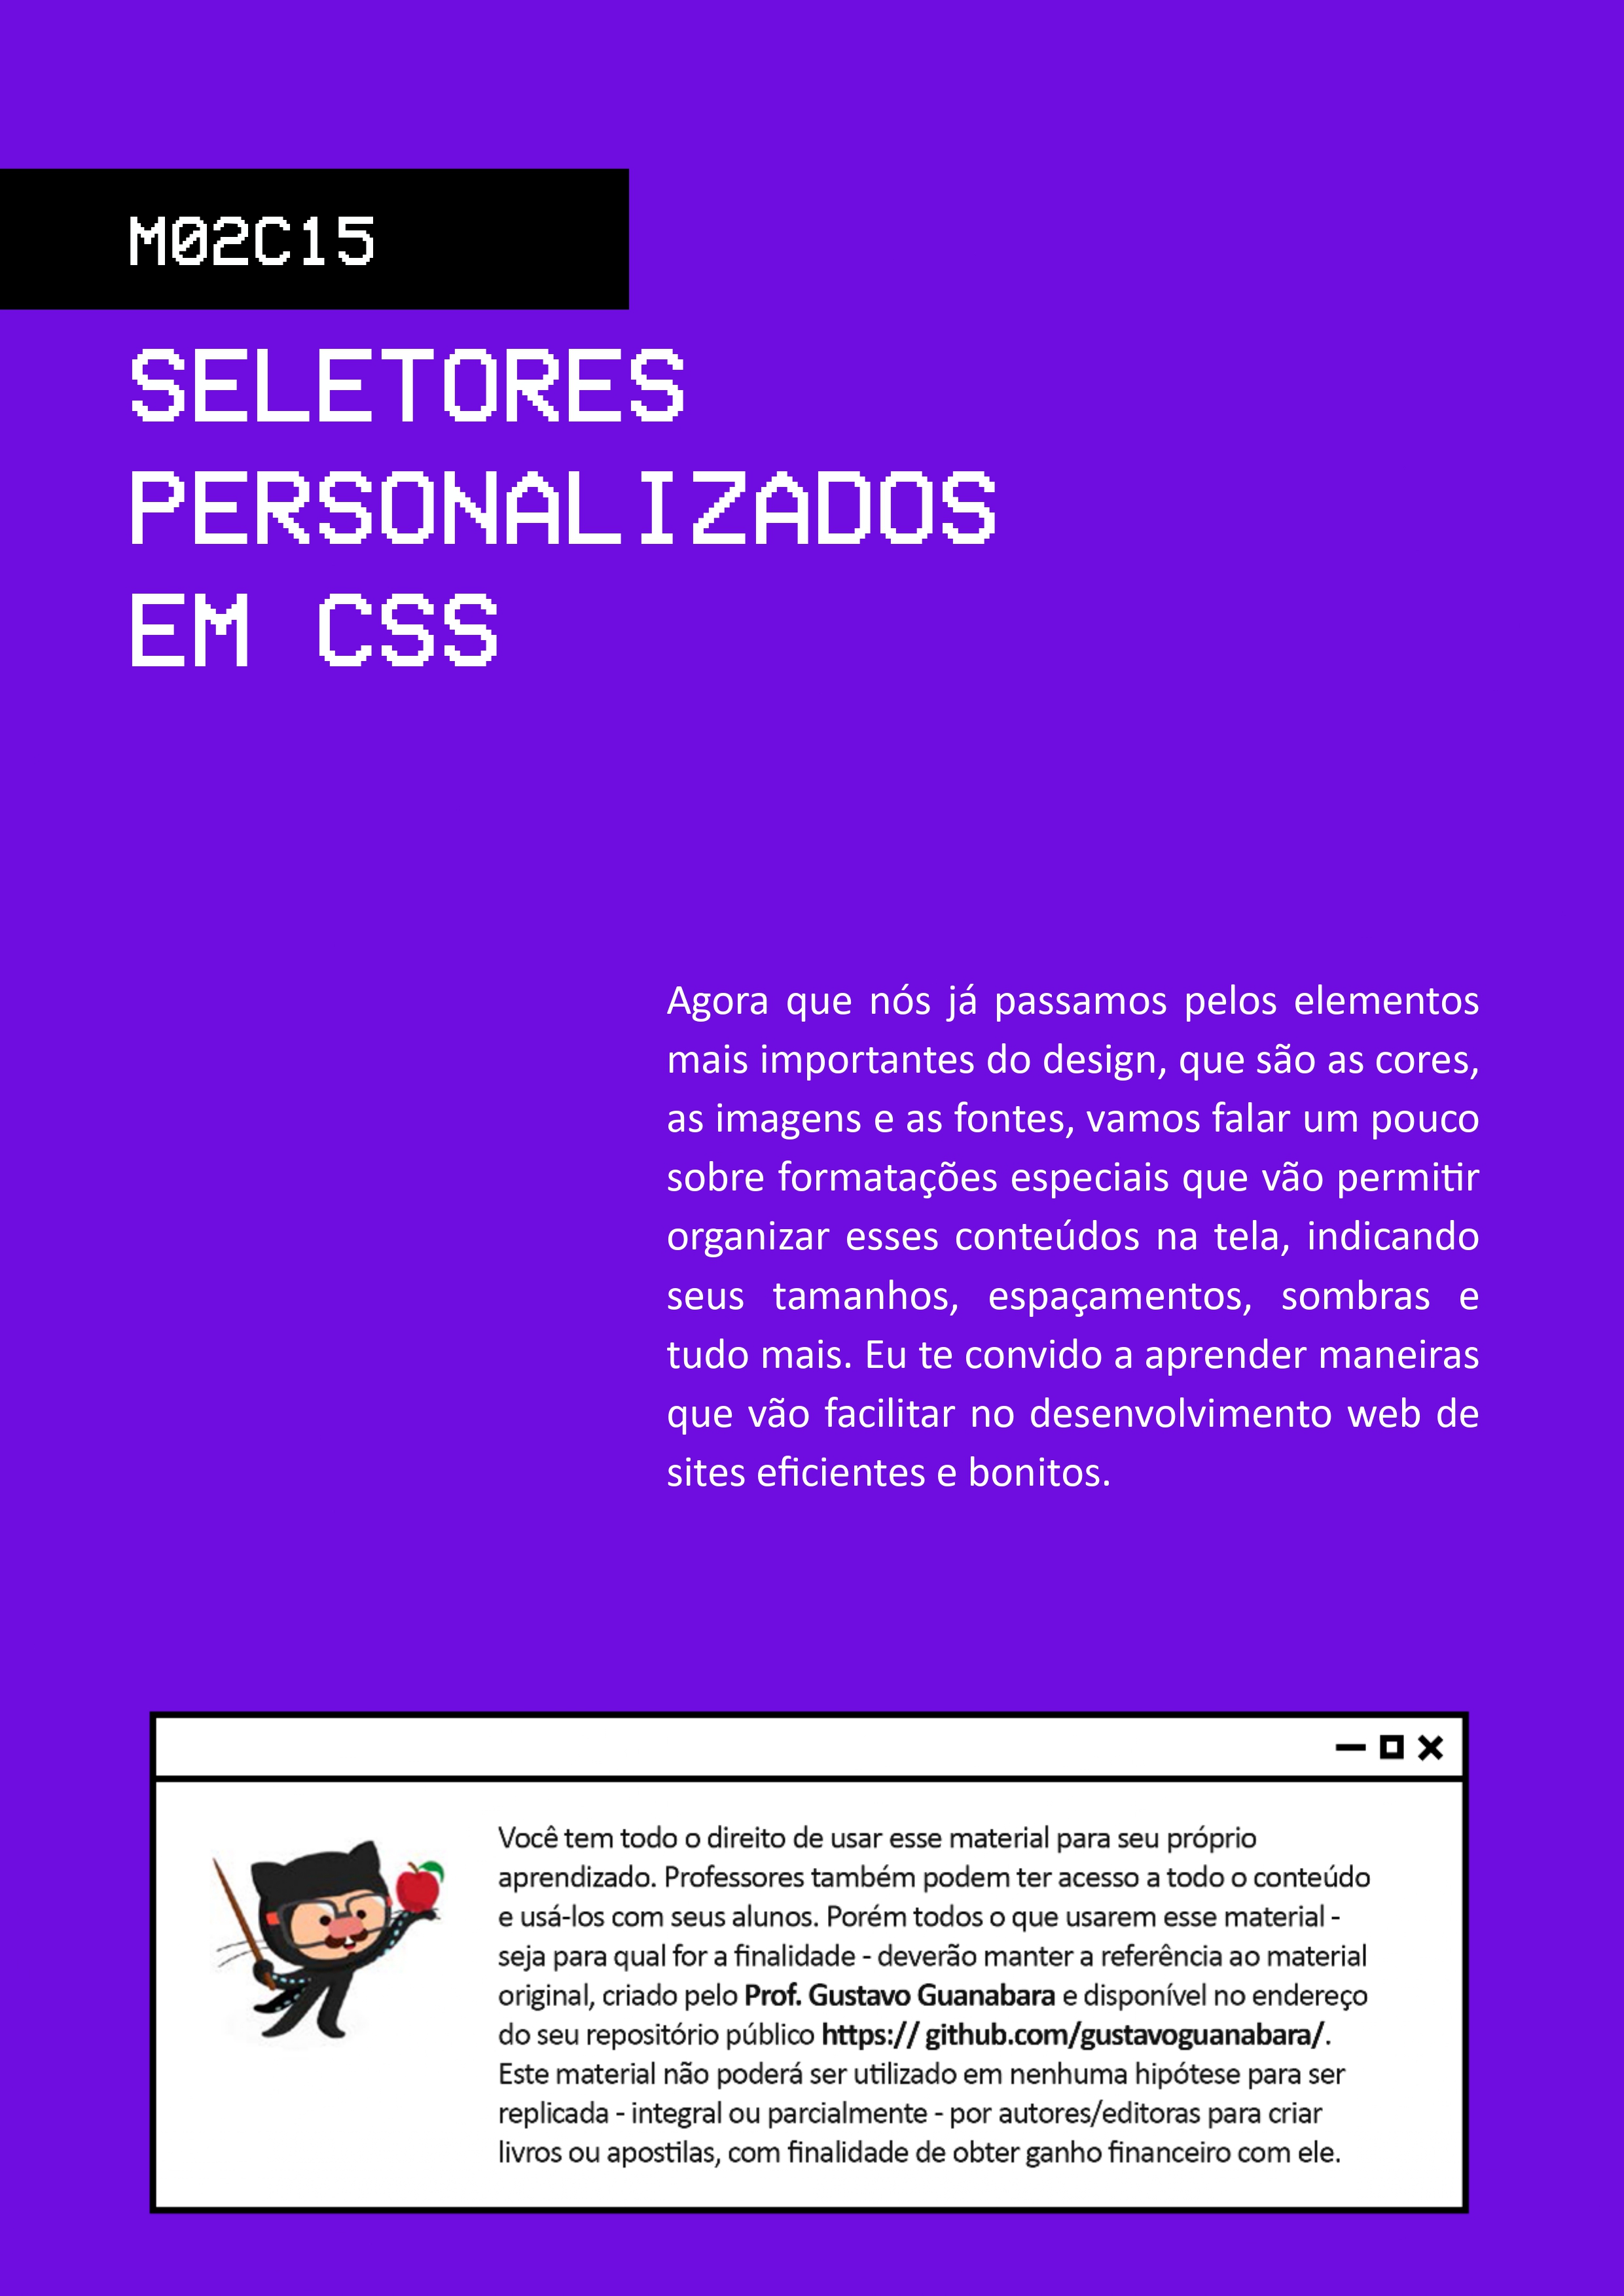 M02C15
SELETORES
PERSONALIZADOS
EM CSS
Agora que nós já passamos pelos elementos
mais importantes do design, que são as cores,
as imagens e as fontes, vamos falar um pouco
sobre formatações especiais que vão permitir
organizar esses conteúdos na tela, indicando
seus tamanhos, espaçamentos, sombras e
tudo mais. Eu te convido a aprender maneiras
que vão facilitar no desenvolvimento web de
sites eficientes e bonitos.
Você tem todo o direito de usar esse material para seu próprio
aprendizado. Professores também podem ter acesso a todo o conteúdo
e usá-los com seus alunos. Porém todos o que usarem esse material -
seja para qual for a finalidade - deverão manter a referência ao material
original, criado pelo Prof. Gustavo Guanabara e disponível no endereço
do seu repositório público https:// github.com/gustavoguanabara/.
Este material não poderá ser utilizado em nenhuma hipótese para ser
replicada - integral ou parcialmente - por autores/editoras para criar
livros ou apostilas, com finalidade de obter ganho financeiro com ele.